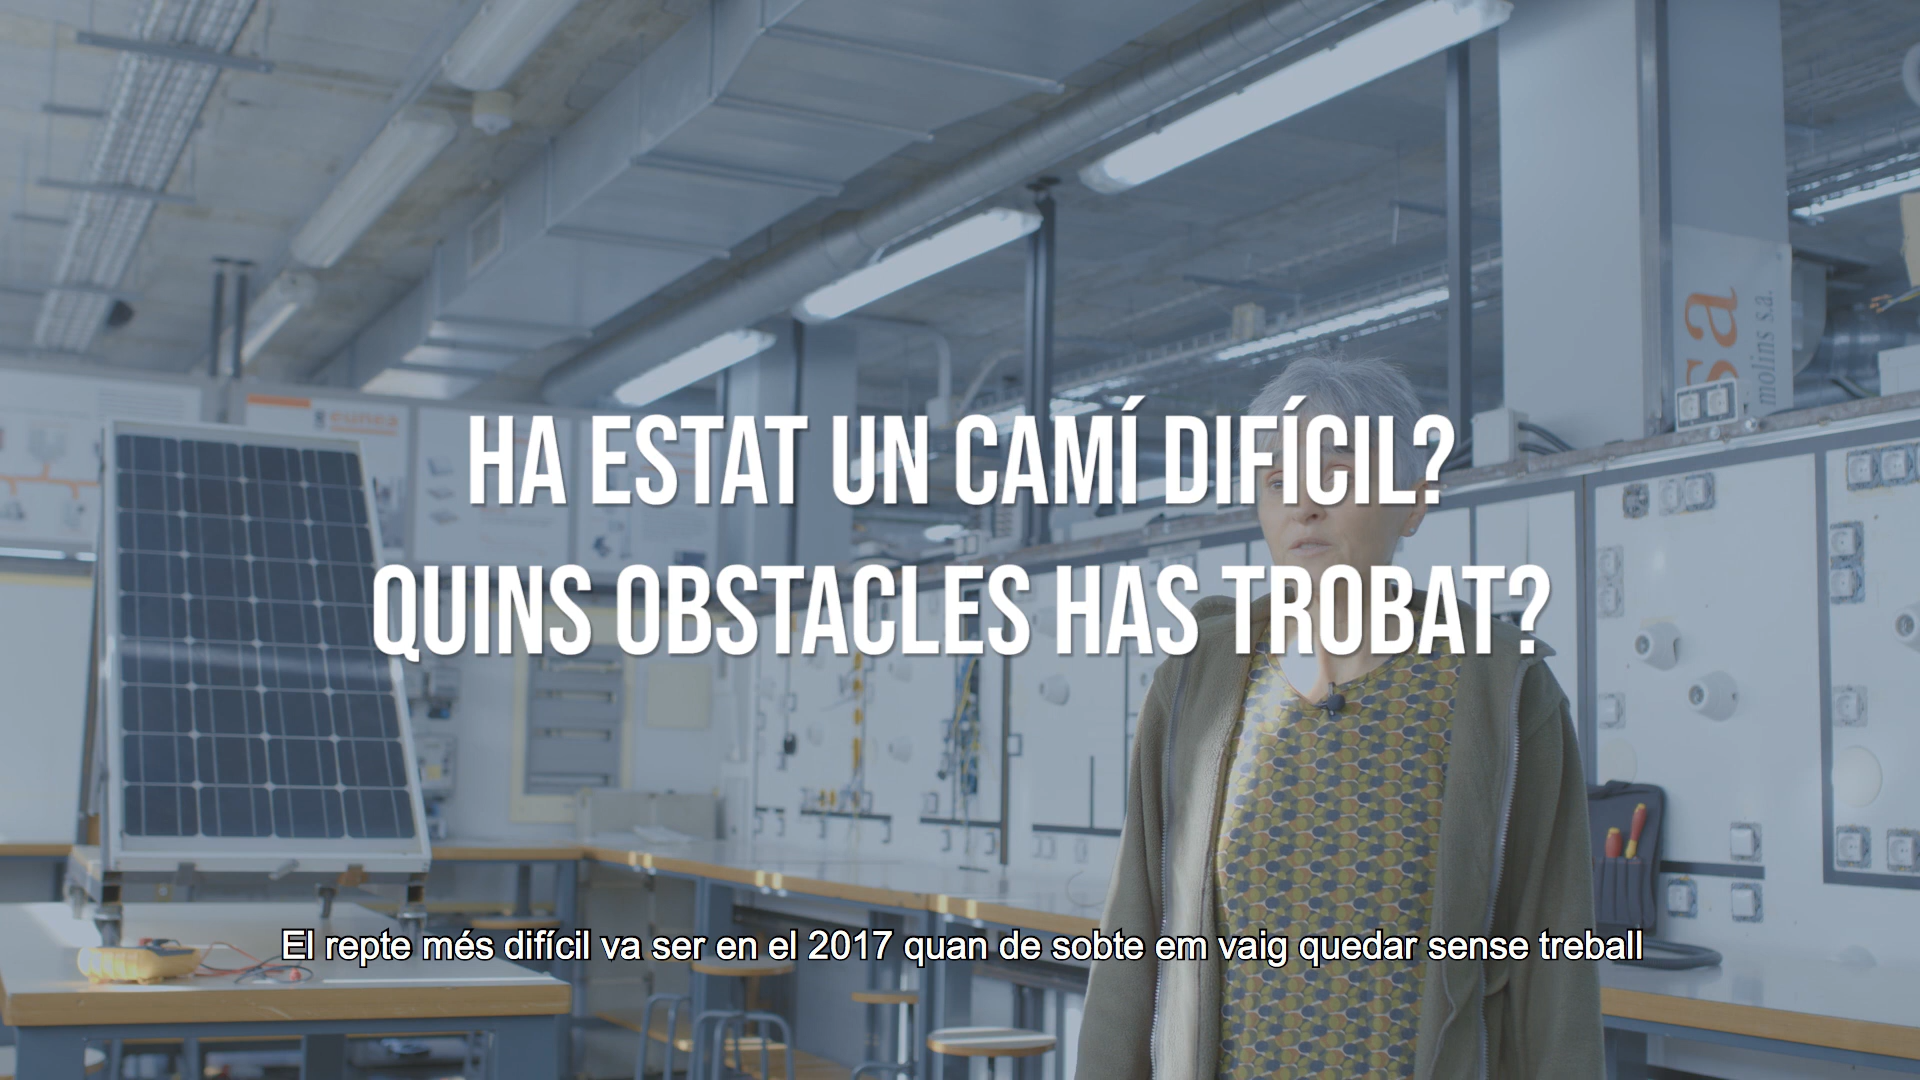 sa
molins s.a.
HA ESTAT UN CAMÍ DIFÍCIL?
QUINS OBSTACLES HAS TROBAT?
El repte més difícil va ser en el 2017 quan de sobte em vaig quedar sense treball